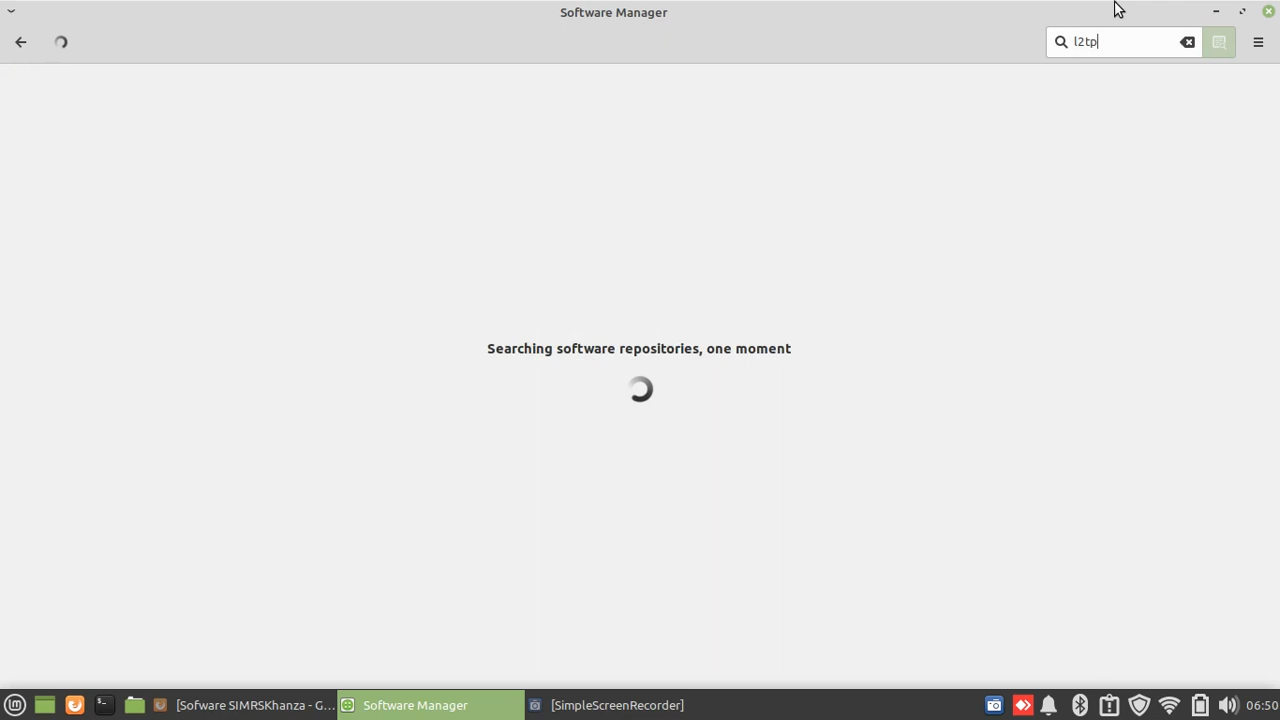 Software Manager
l2tp
Searching software repositories, one moment
[Sofware SIMRSKhanza - G...
Software Manager
[SimpleScreenRecorder]
06:50